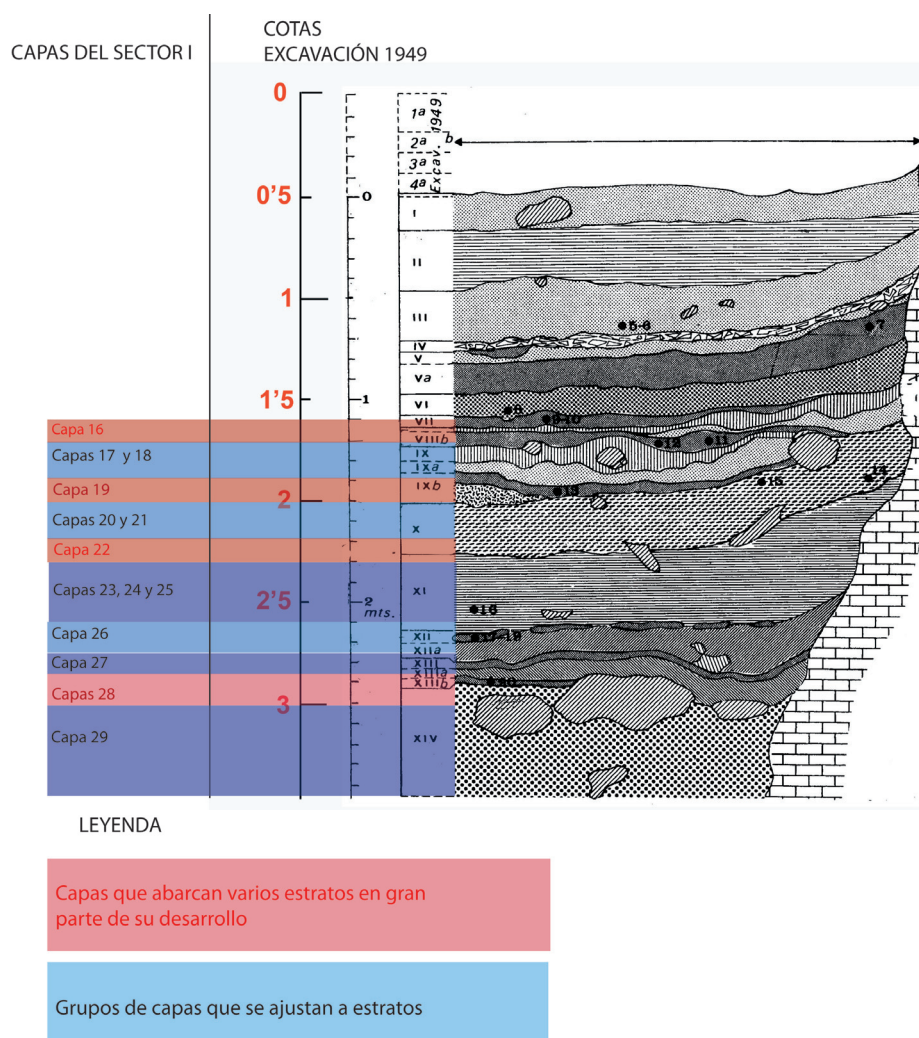 CAPAS DEL SECTOR I
COTAS
EXCAVACIÓN 1949
0
0'5
1
1'5
2
2'5
3
0
1
2
mts.
Excav. 1949
1a
2a
3a
4a
b
I
II
III
IV
V
Va
VI
VII
VIIIb
IX
IXa
IXb
X
XI
XII
XIIa
XIII
XIIIa
XIIIb
XIV
5-6
7
9-10
12
11
13
15
14
16
Capa 16
Capas 17 y 18
Capa 19
Capas 20 y 21
Capa 22
Capas 23, 24 y 25
Capa 26
Capa 27
Capas 28
Capa 29
LEYENDA
Capas que abarcan varios estratos en gran
parte de su desarrollo
Grupos de capas que se ajustan a estratos